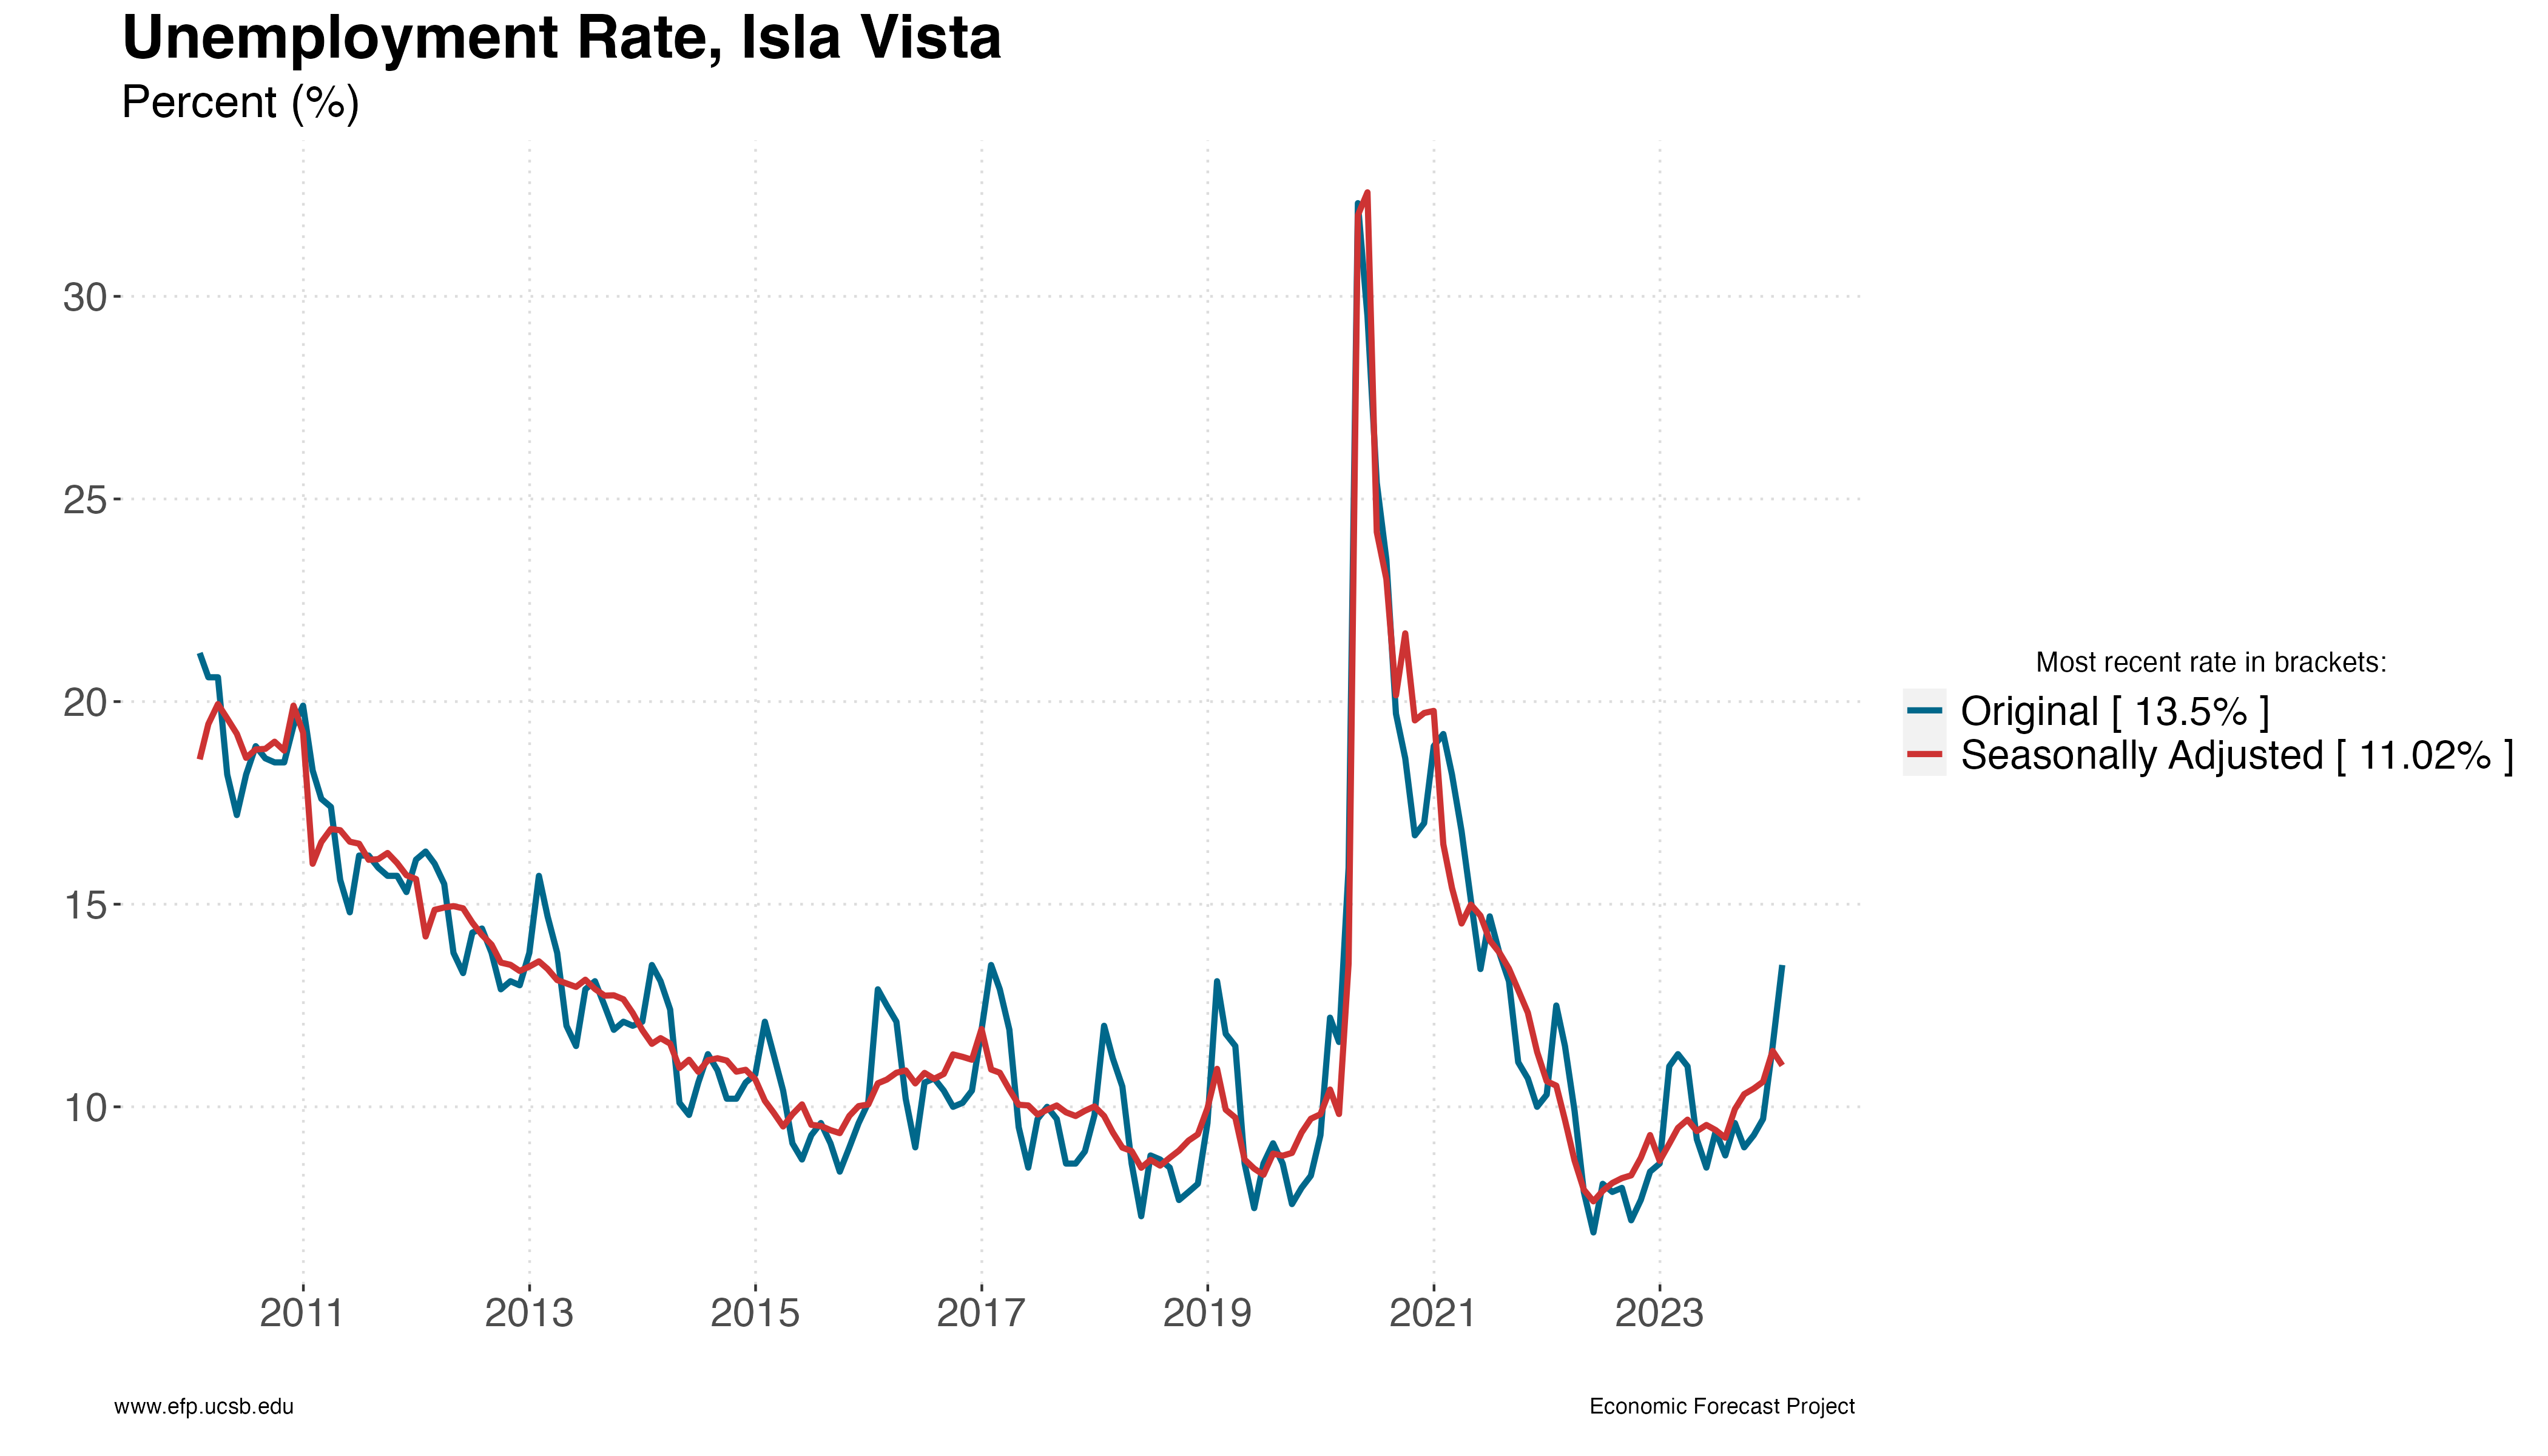 Unemployment Rate, Isla Vista
Percent (%)
30
25
20
15
10
2011 2013 2015 2017 2019 2021 2023
Most recent rate in brackets:
Original [ 13.5% ]
Seasonally Adjusted [ 11.02% ]
www.efp.ucsb.edu
Economic Forecast Project